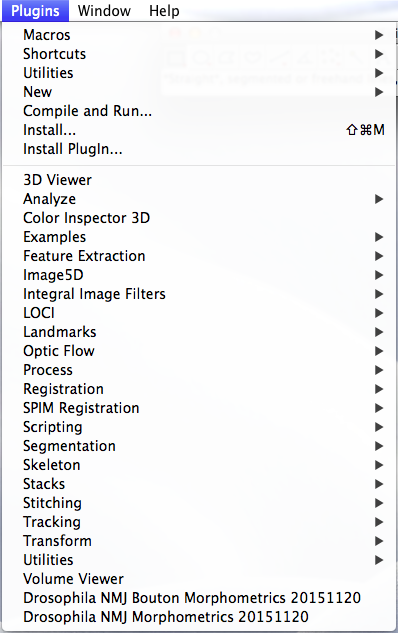 Plugins Window Help
Macros
Shortcuts
Utilities
New
Compile and Run...
Install... ⇧⌘M
Install PlugIn...
3D Viewer
Analyze
Color Inspector 3D
Examples
Feature Extraction
Image5D
Integral Image Filters
LOCI
Landmarks
Optic Flow
Process
Registration
SPIM Registration
Scripting
Segmentation
Skeleton
Stacks
Stitching
Tracking
Transform
Utilities
Volume Viewer
Drosophila NMJ Bouton Morphometrics 20151120
Drosophila NMJ Morphometrics 20151120